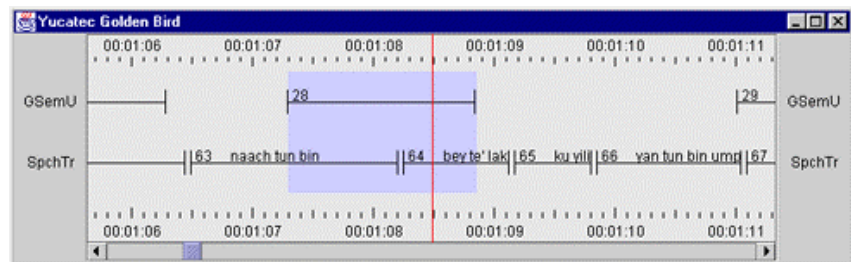 Yucatec Golden Bird
00:01:06 00:01:07 00:01:08 00:01:09 00:01:10 00:01:11
GSemU 28 29 GSemU
SpchTr 63 naach tun bin 64 bey te' lak 65 ku yili 66 yan tun bin ump 67 SpchTr
00:01:06 00:01:07 00:01:08 00:01:09 00:01:10 00:01:11